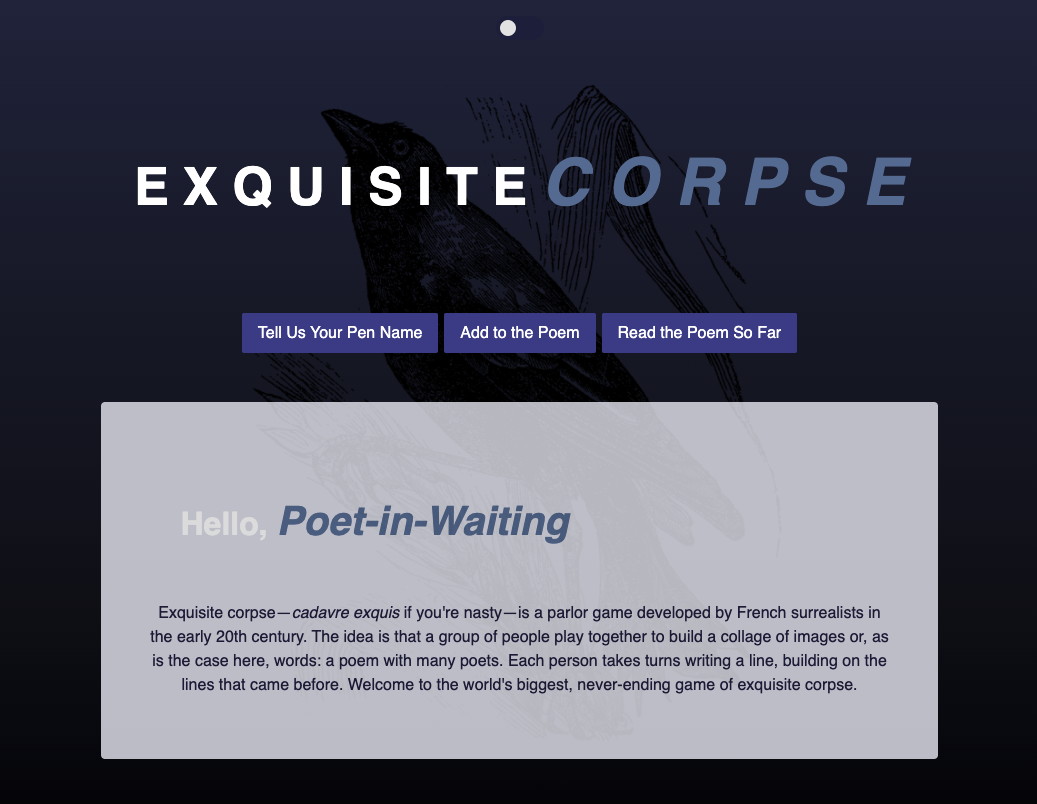 EXQUISITE CORPSE
Tell Us Your Pen Name
Add to the Poem
Read the Poem So Far
Hello, Poet-in-Waiting
Exquisite corpse—cadavre exquis if you're nasty—is a parlor game developed by French surrealists in
the early 20th century. The idea is that a group of people play together to build a collage of images or, as
is the case here, words: a poem with many poets. Each person takes turns writing a line, building on the
lines that came before. Welcome to the world's biggest, never-ending game of exquisite corpse.